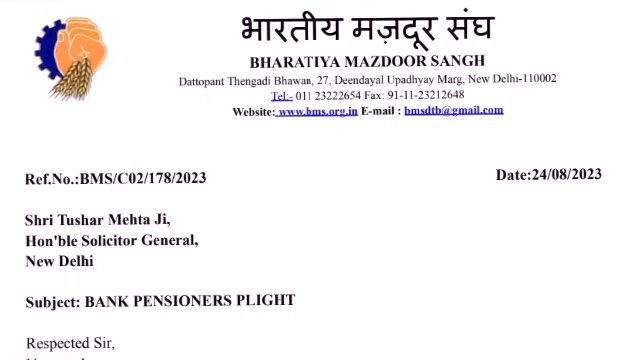 भारतीय मज़दूर संघ
BHARATIYA MAZDOOR SANGH
Dattopant Thengadi Bhawan, 27, Deendayal Upadhyay Marg, New Delhi-110002
Tel:- 011 23222654 Fax: 91-11-23212648
Website: www.bms.org.in E-mail : bmsdtb@gmail.com
Ref.No.:BMS/C02/178/2023
Date:24/08/2023
Shri Tushar Mehta Ji,
Hon'ble Solicitor General,
New Delhi
Subject: BANK PENSIONERS PLIGHT
Respected Sir,